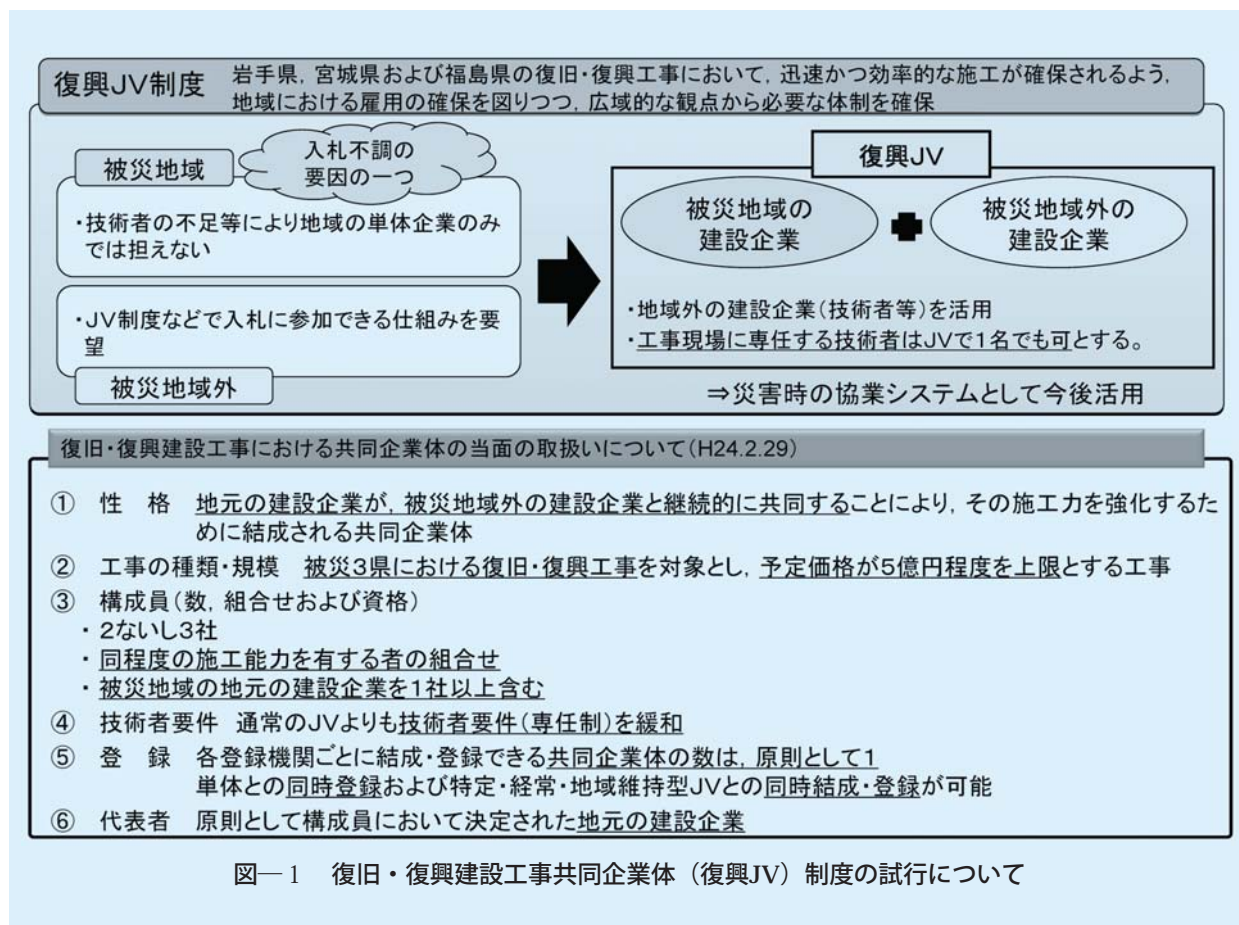 復興JV制度
岩手県，宮城県および福島県の復旧・復興工事において，迅速かつ効率的な施工が確保されるよう，
地域における雇用の確保を図りつつ，広域的な観点から必要な体制を確保
被災地域
入札不調の
要因の一つ
・技術者の不足等により地域の単体企業のみ
では担えない
・JV制度などで入札に参加できる仕組みを要
望
被災地域外
復興JV
被災地域の
建設企業
被災地域外の
建設企業
・地域外の建設企業（技術者等）を活用
・工事現場に専任する技術者はJVで1名でも可とする。
⇒災害時の協業システムとして今後活用
復旧・復興建設工事における共同企業体の当面の取扱いについて（H24.2.29）
① 性　格　地元の建設企業が，被災地域外の建設企業と継続的に共同することにより，その施工力を強化するた
めに結成される共同企業体
② 工事の種類・規模　被災3県における復旧・復興工事を対象とし，予定価格が5億円程度を上限とする工事
③ 構成員（数，組合せおよび資格）
・ 2ないし3社
・ 同程度の施工能力を有する者の組合せ
・ 被災地域の地元の建設企業を1社以上含む
④ 技術者要件　通常のJVよりも技術者要件（専任制）を緩和
⑤ 登　録　各登録機関ごとに結成・登録できる共同企業体の数は，原則として1
単体との同時登録および特定・経常・地域維持型JVとの同時結成・登録が可能
⑥ 代表者　原則として構成員において決定された地元の建設企業
図―1　復旧・復興建設工事共同企業体（復興JV）制度の試行について